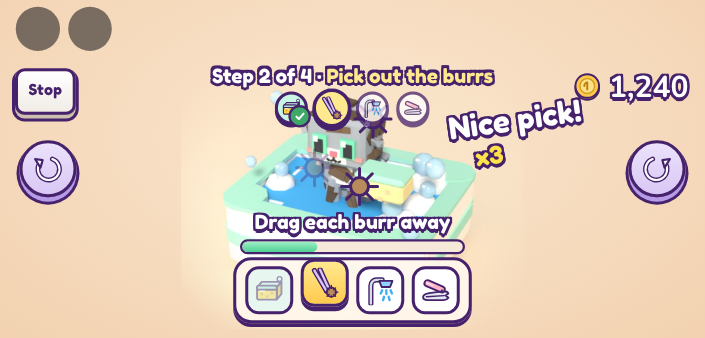 Step 2 of 4 · Pick out the burrs
Stop
1,240
Nice pick!
x3
Drag each burr away